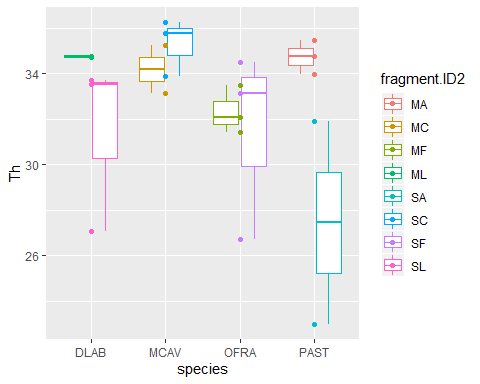 Th
34
30
26
DLAB MCAV OFRA PAST
species
fragment.ID2
MA
MC
MF
ML
SA
SC
SF
SL